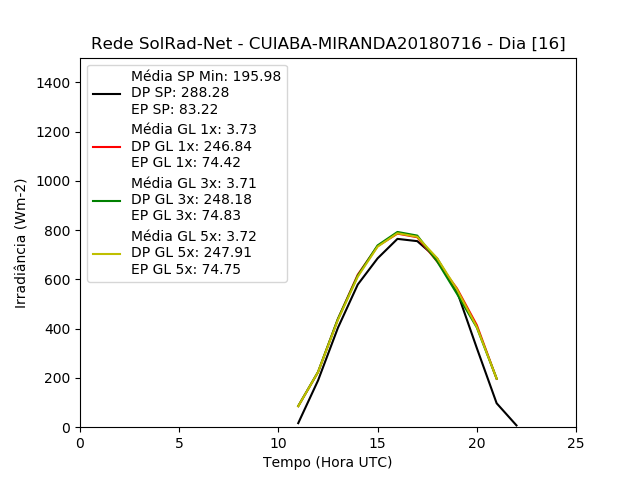 Rede SolRad-Net - CUIABA-MIRANDA20180716 - Dia [16]
Média SP Min: 195.98
DP SP: 288.28
EP SP: 83.22
Média GL 1x: 3.73
DP GL 1x: 246.84
EP GL 1x: 74.42
Média GL 3x: 3.71
DP GL 3x: 248.18
EP GL 3x: 74.83
Média GL 5x: 3.72
DP GL 5x: 247.91
EP GL 5x: 74.75
Irradiância (Wm-2)
1400
1200
1000
800
600
400
200
0
0 5 10 15 20 25
Tempo (Hora UTC)